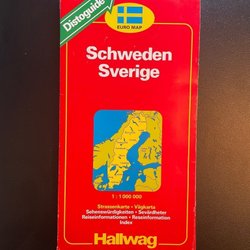 Distoguide
EURO MAP
Schweden
Sverige
1 : 1 000 000
Strassenkarte • Vägkarta
Sehenswürdigkeiten • Sevärdheter
Reiseinformationen • Reseinformation
Index
Hallwag